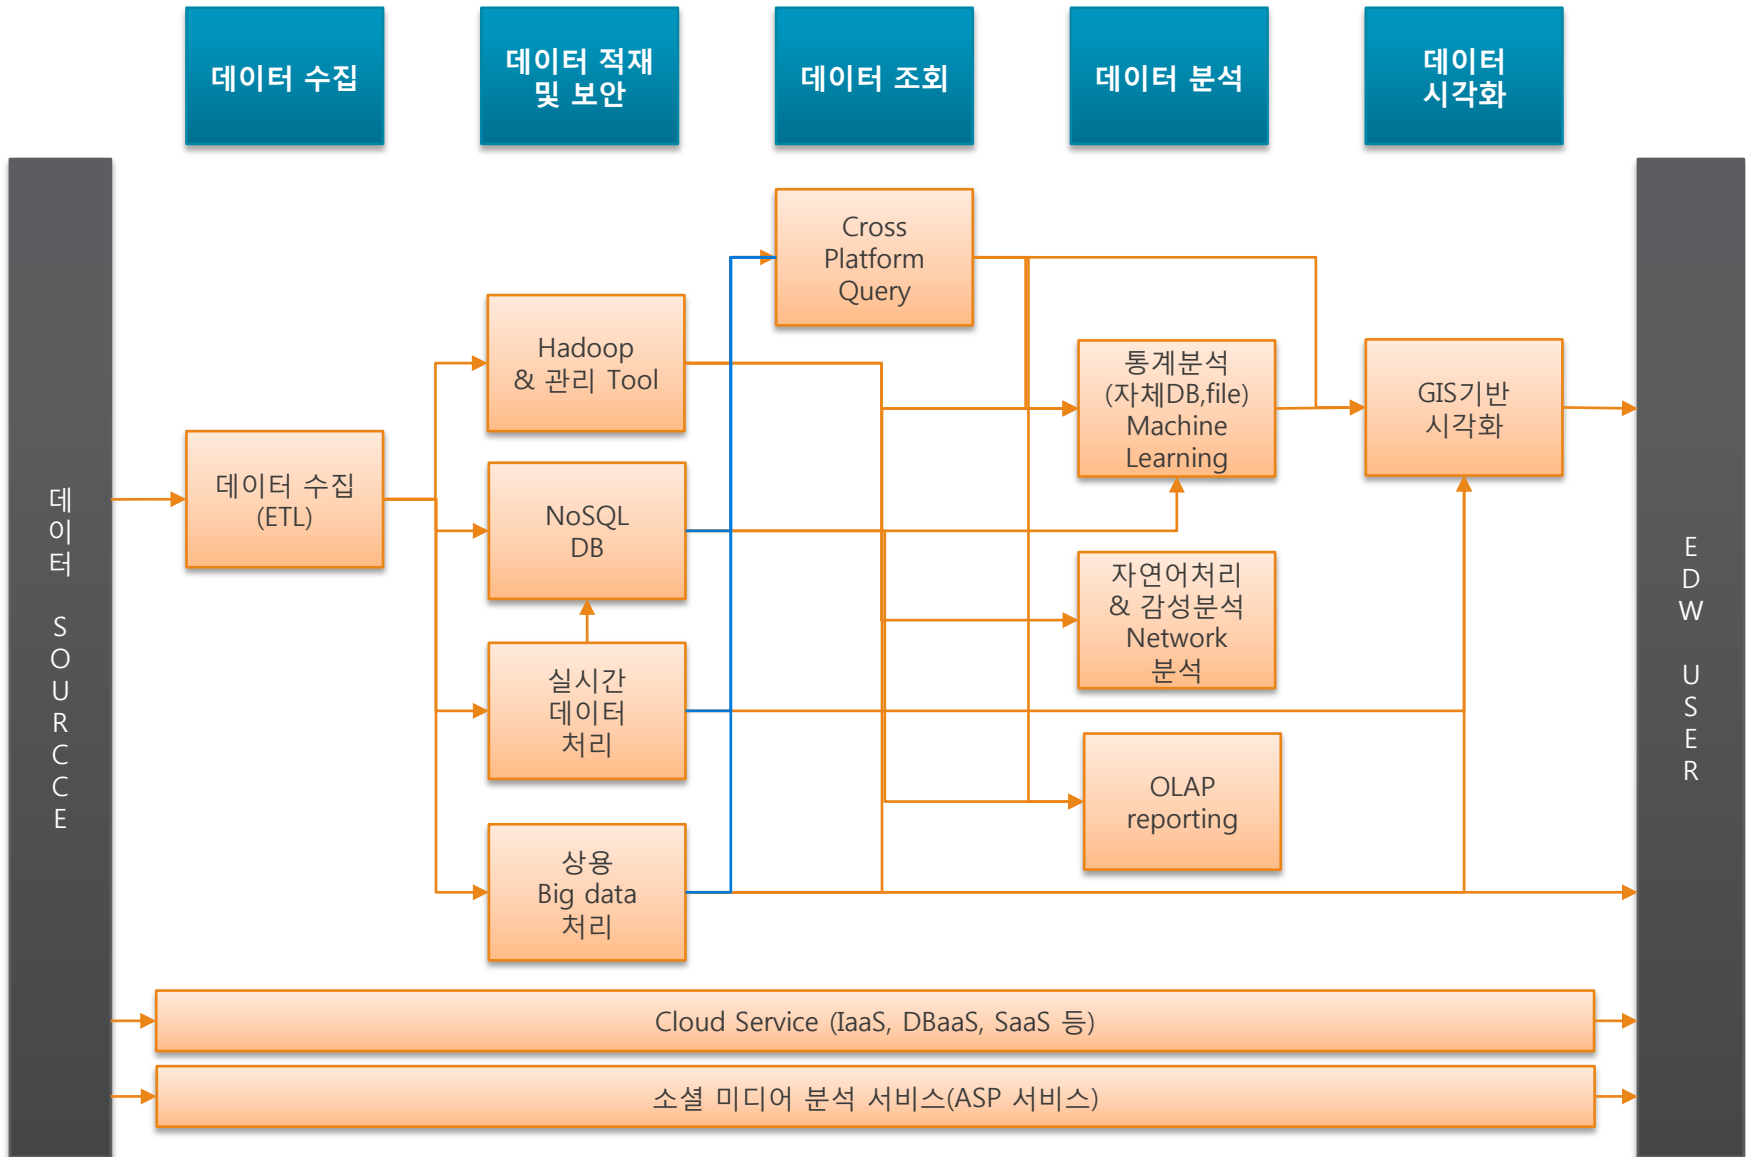 데이터 수집
데이터 적재
및 보안
데이터 조회
데이터 분석
데이터
시각화
데이터 SOURCCE
데이터 수집
(ETL)
Hadoop
& 관리 Tool
NoSQL
DB
실시간
데이터
처리
상용
Big data
처리
Cross
Platform
Query
통계분석
(자체DB,file)
Machine
Learning
자연어처리
& 감성분석
Network
분석
OLAP
reporting
GIS기반
시각화
EDW USER
Cloud Service (IaaS, DBaaS, SaaS 등)
소셜 미디어 분석 서비스(ASP 서비스)